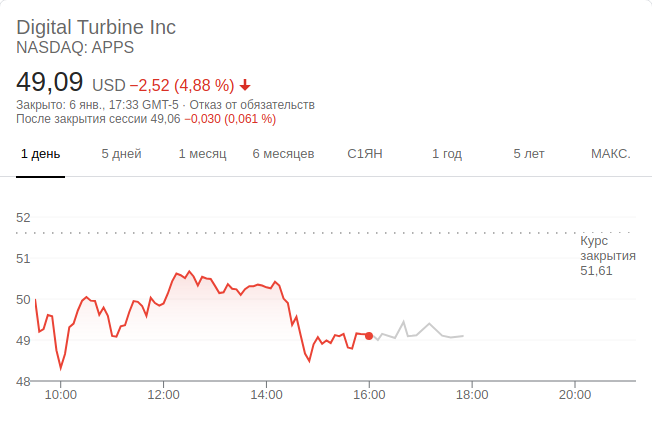 Digital Turbine Inc
NASDAQ: APPS
49,09 USD −2,52 (4,88 %)
Закрыто: 6 янв., 17:33 GMT-5 · Отказ от обязательств
После закрытия сессии 49,06 −0,030 (0,061 %)
1 день 5 дней 1 месяц 6 месяцев С1ЯН 1 год 5 лет МАКС.
52
Курс
закрытия
51,61
51
50
49
48
10:00 12:00 14:00 16:00 18:00 20:00